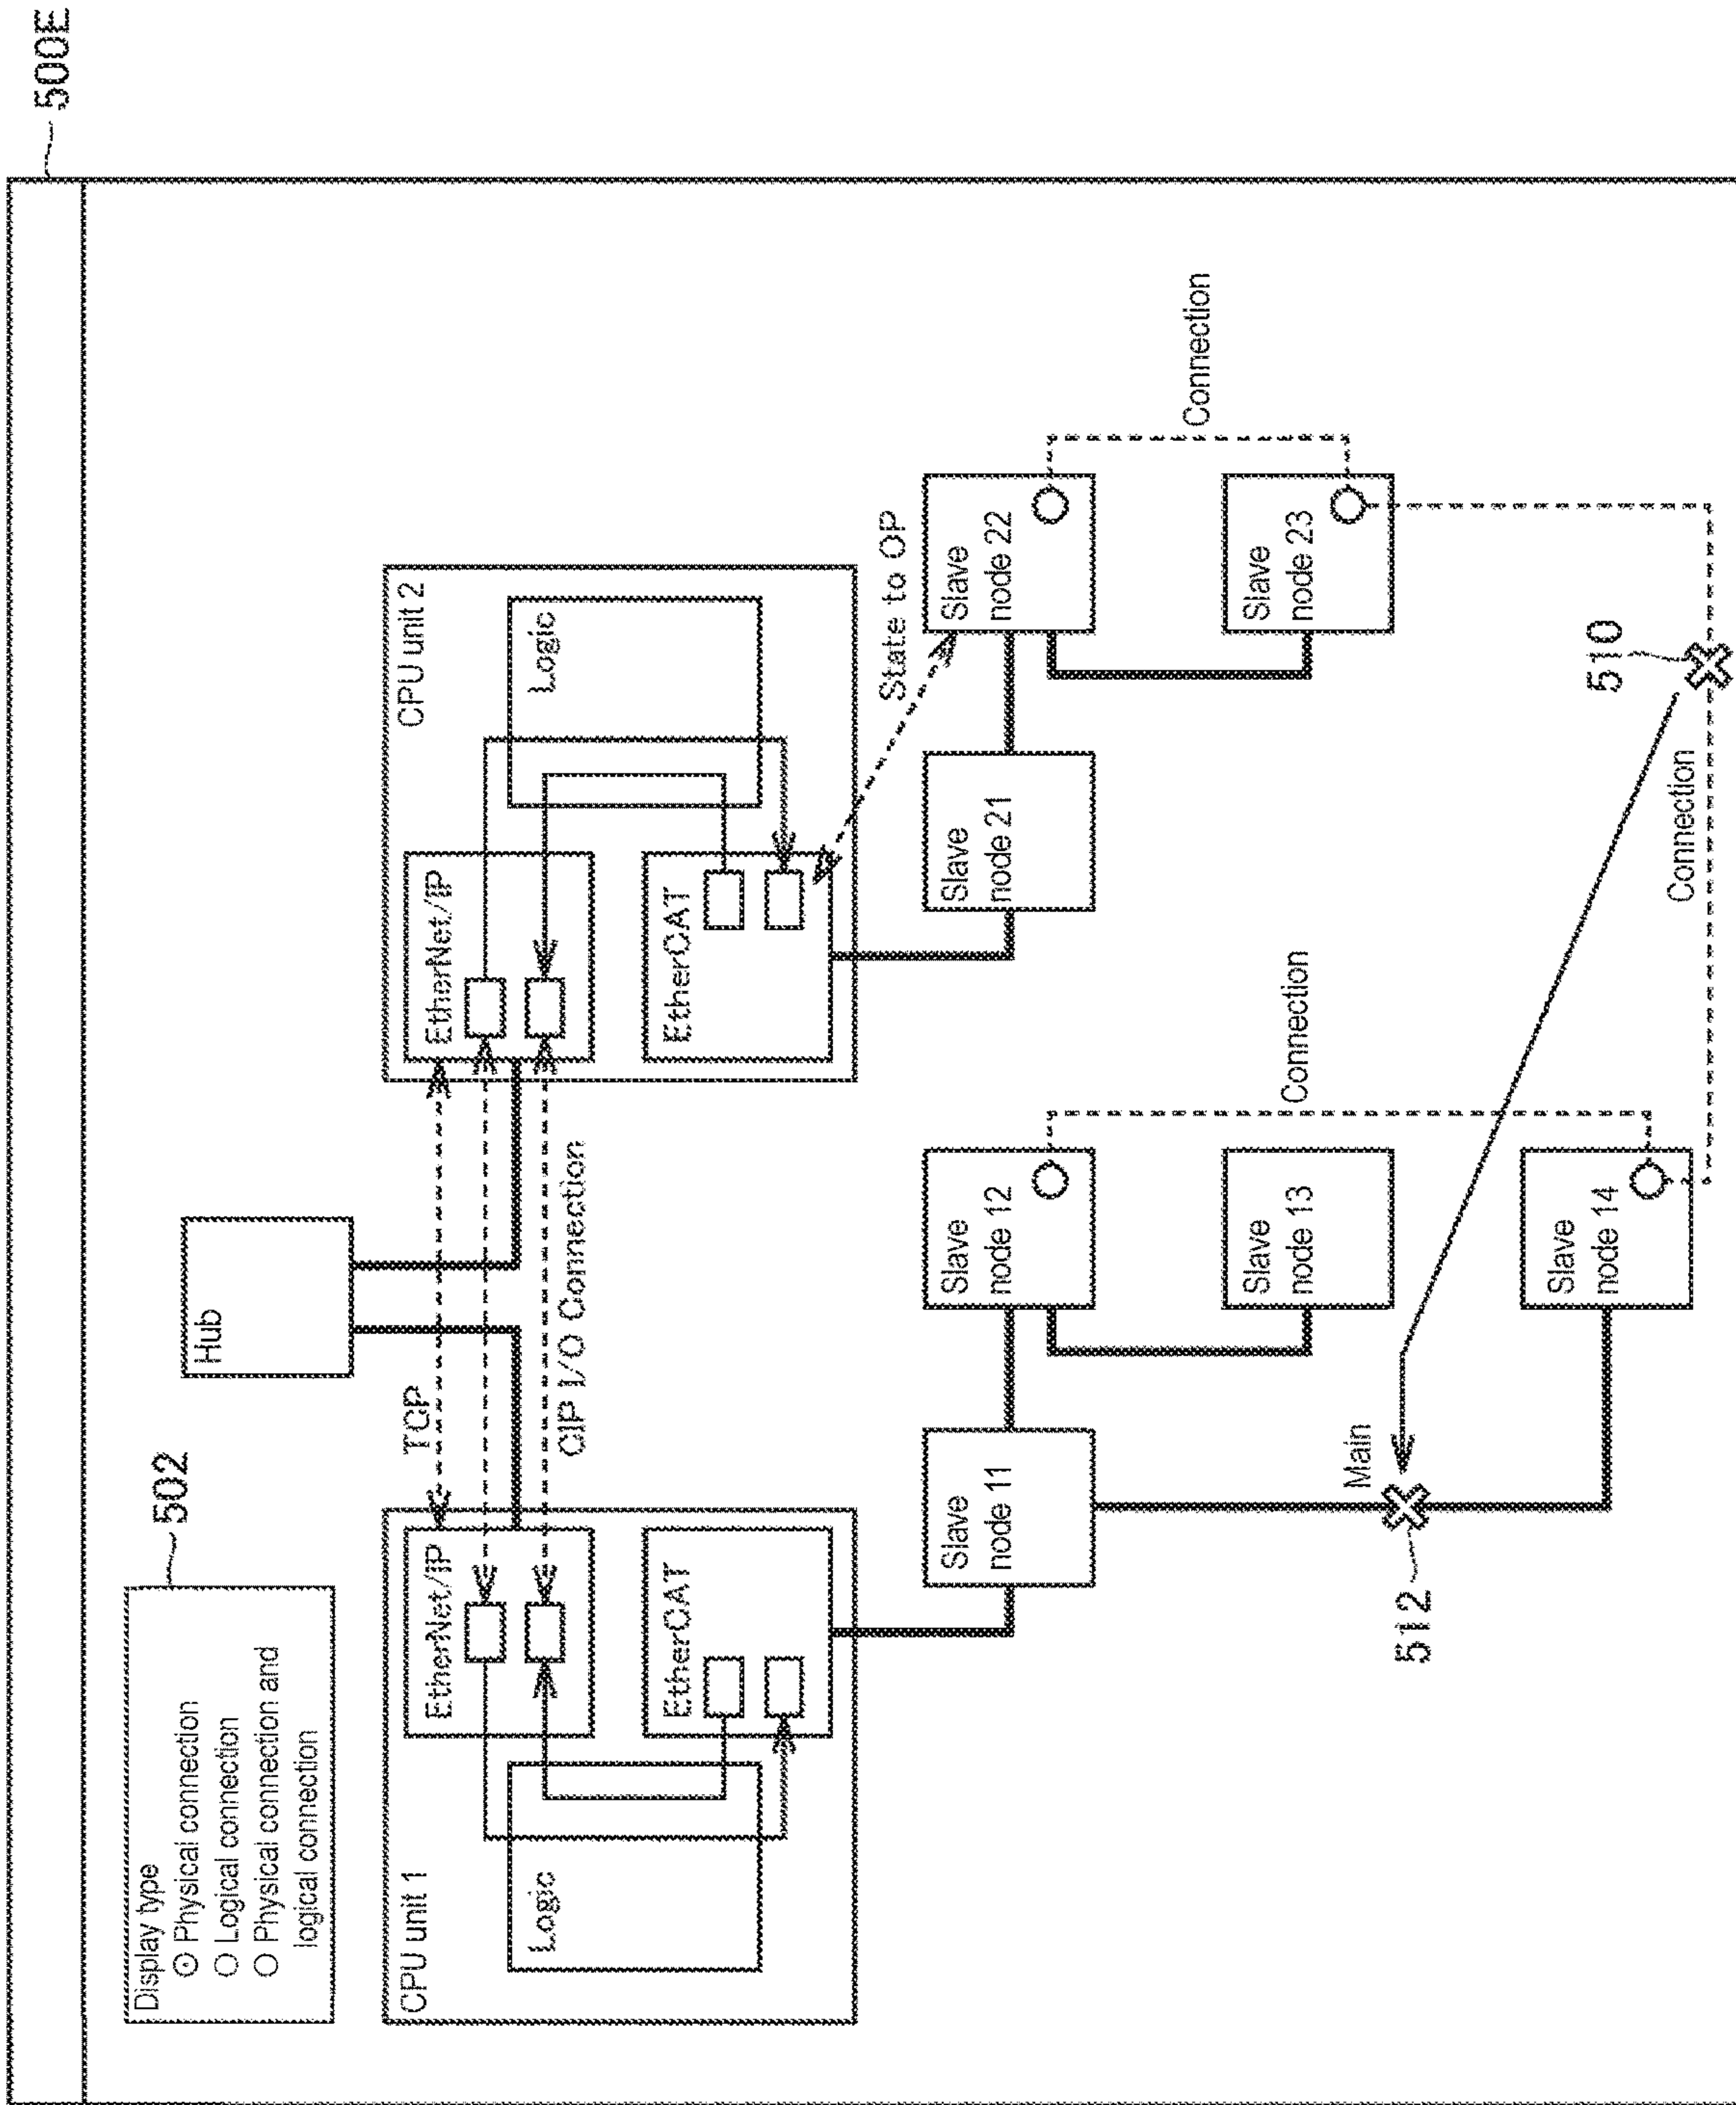 500E
502
Display type
Physical connection
Logical connection
Physical connection and
logical connection
Hub
TCP
CIP I/O Connection
CPU unit 1
EtherNet/IP
Logic
EtherCAT
CPU unit 2
EtherNet/IP
Logic
EtherCAT
State to OP
Slave
node 11
Slave
node 12
Slave
node 13
Slave
node 14
Slave
node 21
Slave
node 22
Slave
node 23
Connection
Connection
Connection
Main
512
510